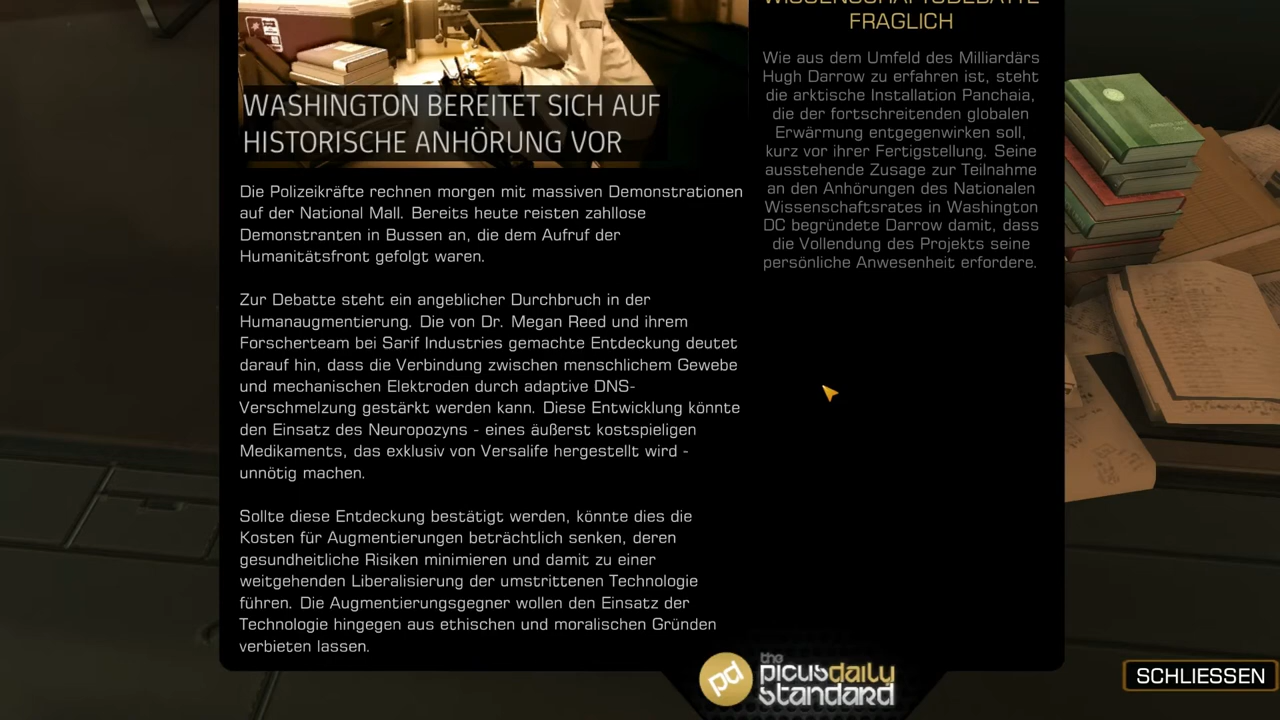 WASHINGTON BEREITET SICH AUF
HISTORISCHE ANHÖRUNG VOR
Die Polizeikräfte rechnen morgen mit massiven Demonstrationen
auf der National Mall. Bereits heute reisten zahllose
Demonstranten in Bussen an, die dem Aufruf der
Humanitätsfront gefolgt waren.
Zur Debatte steht ein angeblicher Durchbruch in der
Humanaugmentierung. Die von Dr. Megan Reed und ihrem
Forscherteam bei Sarif Industries gemachte Entdeckung deutet
darauf hin, dass die Verbindung zwischen menschlichem Gewebe
und mechanischen Elektroden durch adaptive DNS-
Verschmelzung gestärkt werden kann. Diese Entwicklung könnte
den Einsatz des Neuropozyns - eines äußerst kostspieligen
Medikaments, das exklusiv von Versalife hergestellt wird -
unnötig machen.
Sollte diese Entdeckung bestätigt werden, könnte dies die
Kosten für Augmentierungen beträchtlich senken, deren
gesundheitliche Risiken minimieren und damit zu einer
weitgehenden Liberalisierung der umstrittenen Technologie
führen. Die Augmentierungsgegner wollen den Einsatz der
Technologie hingegen aus ethischen und moralischen Gründen
verbieten lassen.
WISSENSCHAFTSDEBATTE
FRAGLICH
Wie aus dem Umfeld des Milliardärs
Hugh Darrow zu erfahren ist, steht
die arktische Installation Panchaia,
die der fortschreitenden globalen
Erwärmung entgegenwirken soll,
kurz vor ihrer Fertigstellung. Seine
ausstehende Zusage zur Teilnahme
an den Anhörungen des Nationalen
Wissenschaftsrates in Washington
DC begründete Darrow damit, dass
die Vollendung des Projekts seine
persönliche Anwesenheit erfordere.
pd
the
picusdaily
standard
SCHLIESSEN